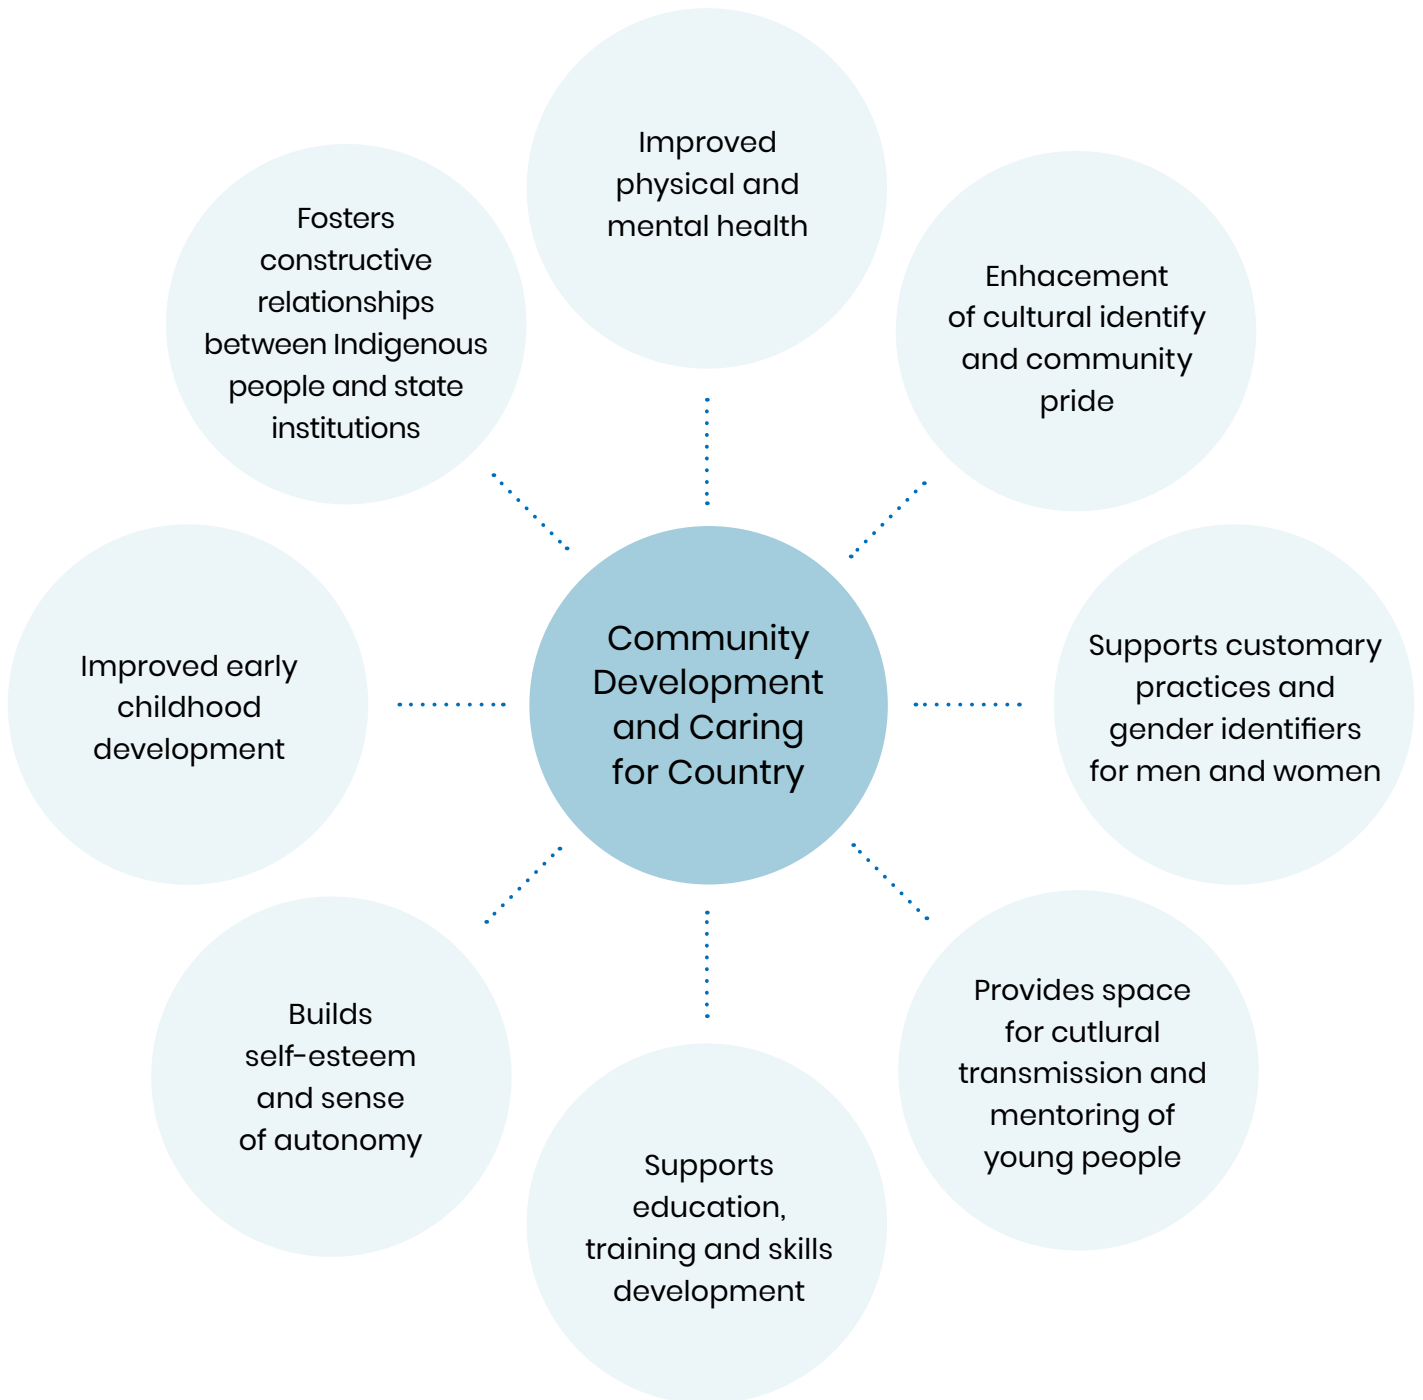 Improved
physical and
mental health
Enhacement
of cultural identify
and community
pride
Supports customary
practices and
gender identifiers
for men and women
Provides space
for cutlural
transmission and
mentoring of
young people
Supports
education,
training and skills
development
Builds
self-esteem
and sense
of autonomy
Improved early
childhood
development
Fosters
constructive
relationships
between Indigenous
people and state
institutions
Community
Development
and Caring
for Country